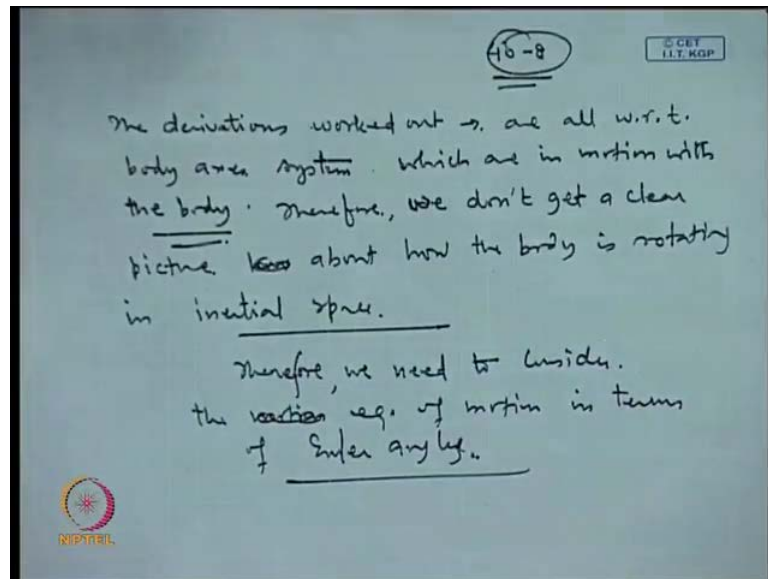 40-8
© CET
I.I.T. KGP
The derivations worked out → are all w.r.t.
body axes system. which are in motion with
the body. Therefore, we don't get a clear
picture about how the body is rotating
in inertial space.
Therefore, we need to consider.
the eq. of motion in terms
of Euler angles.
NPTEL